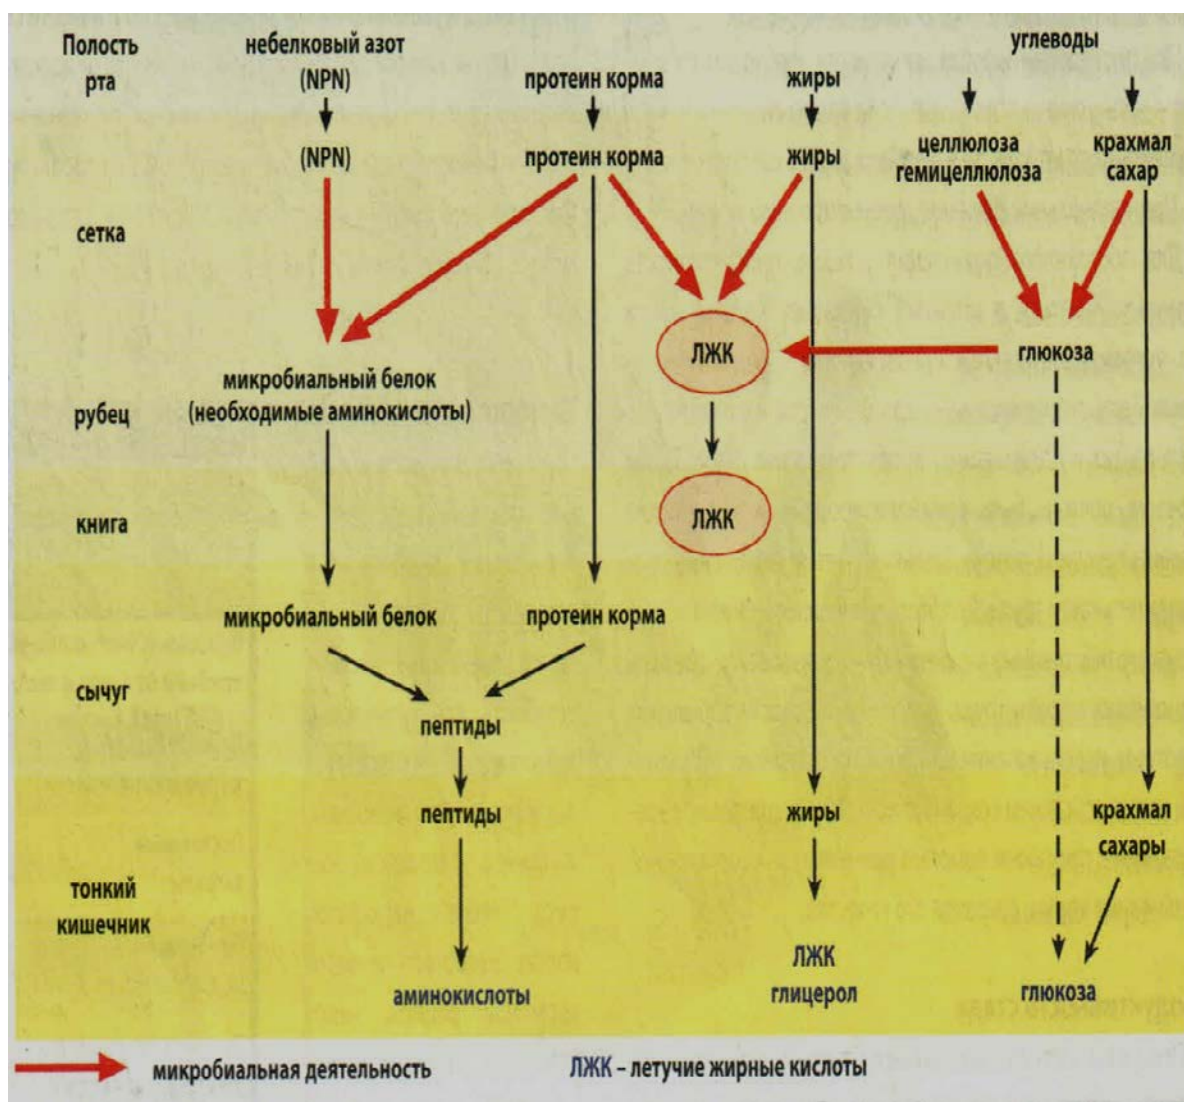 Полость
рта
небелковый азот
(NPN)
протеин корма
жиры
углеводы
(NPN)
протеин корма
жиры
целлюлоза
гемицеллюлоза
крахмал
сахар
сетка
ЛЖК
глюкоза
рубец
микробиальный белок
(необходимые аминокислоты)
книга
ЛЖК
микробиальный белок
протеин корма
сычуг
пептиды
пептиды
жиры
крахмал
сахары
тонкий
кишечник
аминокислоты
ЛЖК
глицерол
глюкоза
микробиальная деятельность
ЛЖК – летучие жирные кислоты